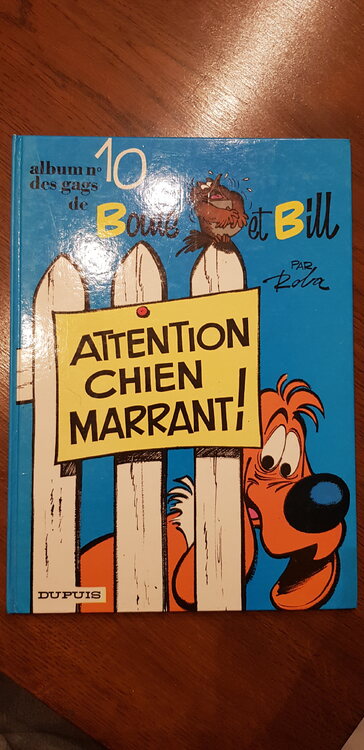 album n° 10
des gags
de Boule et Bill
PAR
Roba
ATTENTION
CHIEN
MARRANT!
DUPUIS